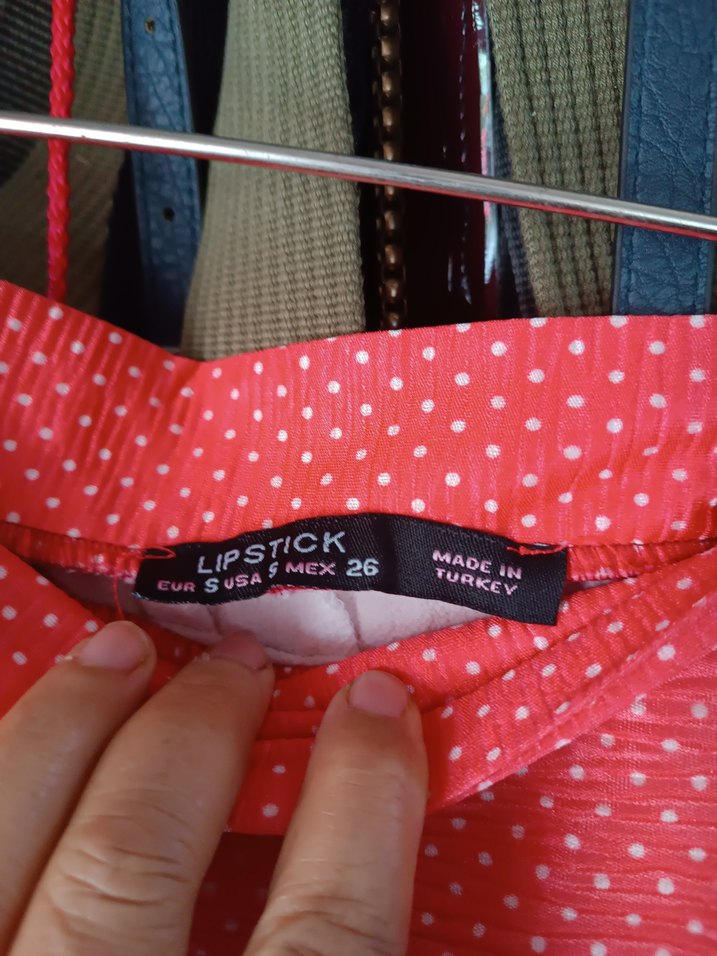 LIPSTICK
EUR S USA S MEX 26
MADE IN
TURKEY